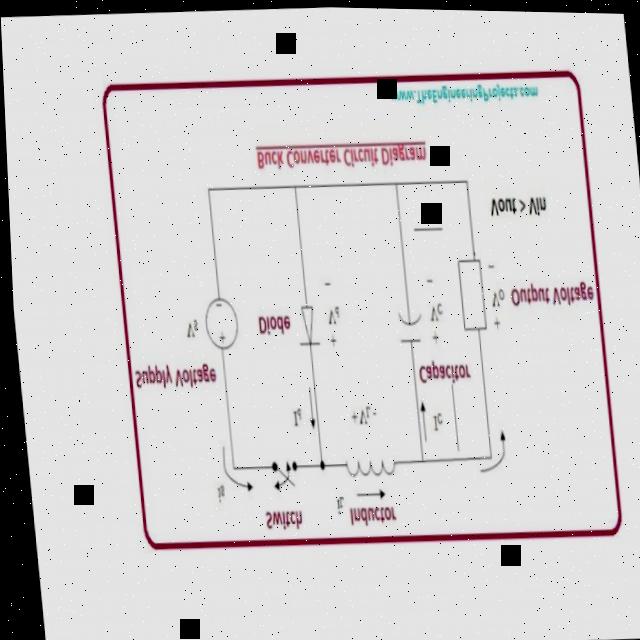 Switch
Inductor
is
IL
+VL-
Id
Ic
Supply Voltage
Capacitor
Vs
+
-
Diode
+
Vd
-
+
Vc
-
+
Vo
-
Output Voltage
Vout > Vin
Buck Converter Circuit Diagram
www.TheEngineeringProjects.com